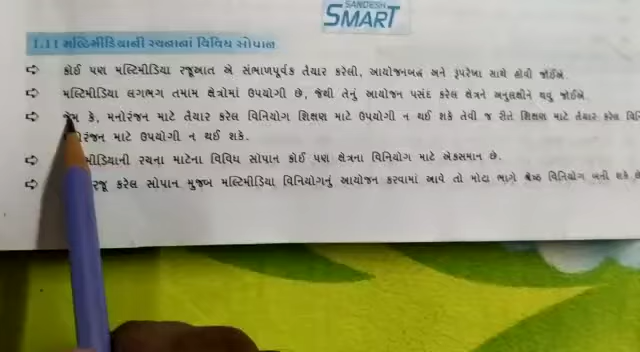 SANDESH
SMART
1.11 મલ્ટિમીડિયાની રચનાનાં વિવિધ સોપાન
⇨ કોઈ પણ મલ્ટિમીડિયા રજૂઆત એ સંભાળપૂર્વક તૈયાર કરેલી, આયોજનબદ્ધ અને રૂપરેખા સાથે હોવી જોઈએ.
⇨ મલ્ટિમીડિયા લગભગ તમામ ક્ષેત્રોમાં ઉપયોગી છે, જેથી તેનું આયોજન પસંદ કરેલ ક્ષેત્રને અનુલક્ષીને થવું જોઈએ.
⇨ જેમ કે, મનોરંજન માટે તૈયાર કરેલ વિનિયોગ શિક્ષણ માટે ઉપયોગી ન થઈ શકે તેવી જ રીતે શિક્ષણ માટે તૈયાર કરેલ
રંજન માટે ઉપયોગી ન થઈ શકે.
⇨ મીડિયાની રચના માટેના વિવિધ સોપાન કોઈ પણ ક્ષેત્રના વિનિયોગ માટે એકસમાન છે.
⇨ રજૂ કરેલ સોપાન મુજબ મલ્ટિમીડિયા વિનિયોગનું આયોજન કરવામાં આવે તો મોટા ભાગે શ્રેષ્ઠ વિનિયોગ બની શકે